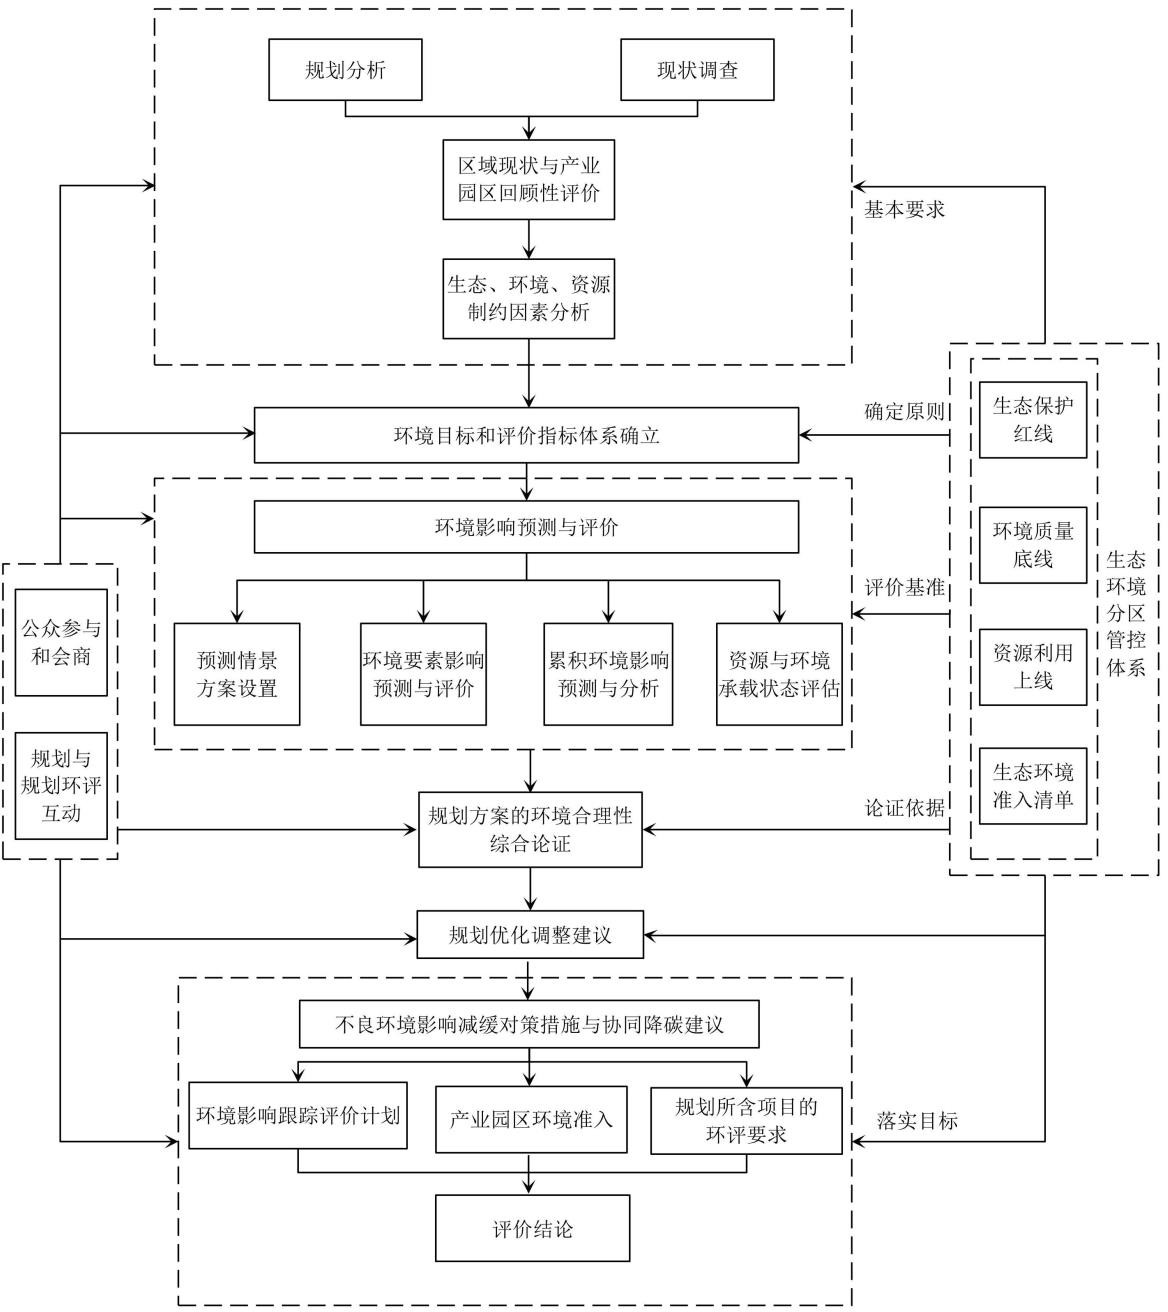 规划分析
现状调查
区域现状与产业
园区回顾性评价
基本要求
生态、环境、资源
制约因素分析
确定原则
环境目标和评价指标体系确立
生态保护
红线
环境影响预测与评价
环境质量
底线
生态
环境
分区
管控
体系
评价基准
公众参与
和会商
预测情景
方案设置
环境要素影响
预测与评价
累积环境影响
预测与分析
资源与环境
承载状态评估
资源利用
上线
规划与
规划环评
互动
生态环境
准入清单
规划方案的环境合理性
综合论证
论证依据
规划优化调整建议
不良环境影响减缓对策措施与协同降碳建议
环境影响跟踪评价计划
产业园区环境准入
规划所含项目的
环评要求
落实目标
评价结论